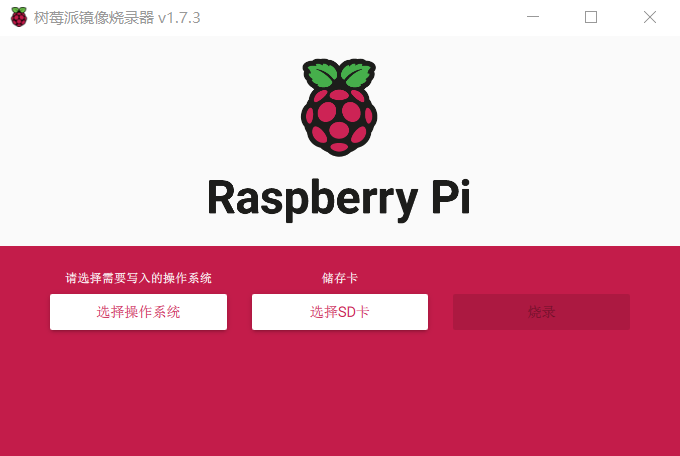 树莓派镜像烧录器 v1.7.3
Raspberry Pi
请选择需要写入的操作系统
储存卡
选择操作系统
选择SD卡
烧录